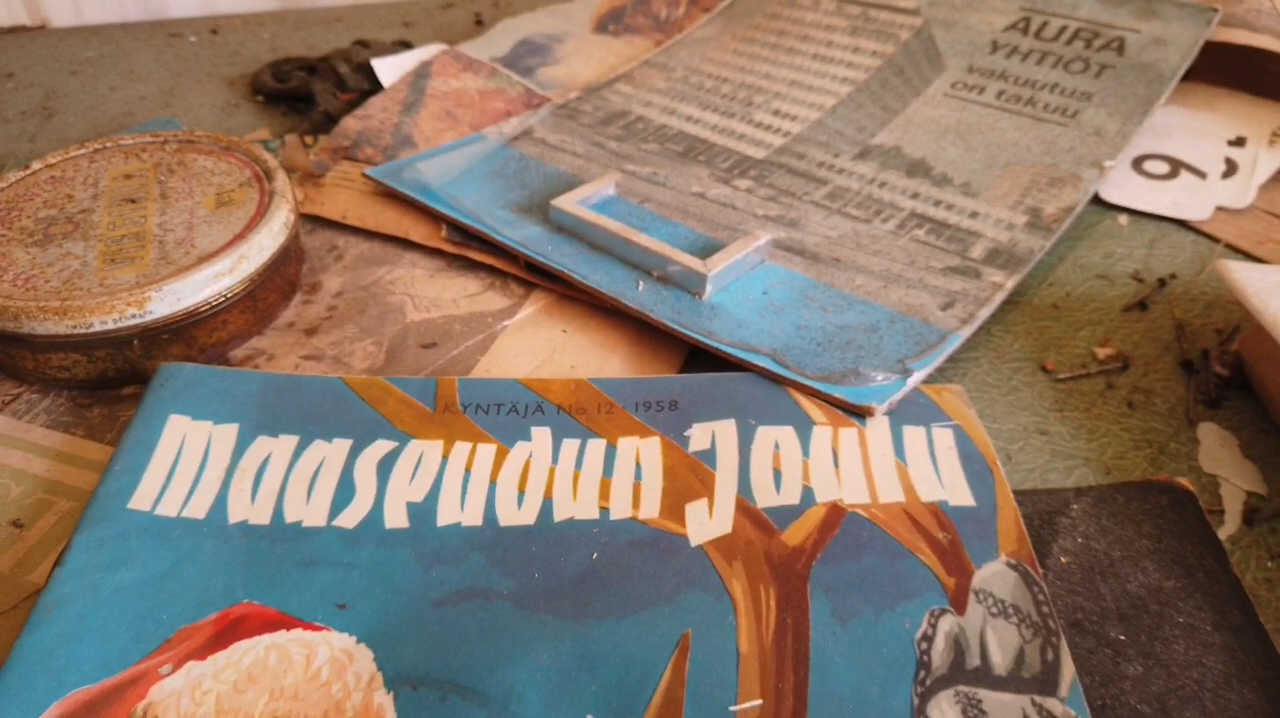 AURA
YHTIÖT
vakuutus
on takuu
9
MADE IN DENMARK
KYNTÄJÄ No 12 · 1958
Maaseudun Joulu